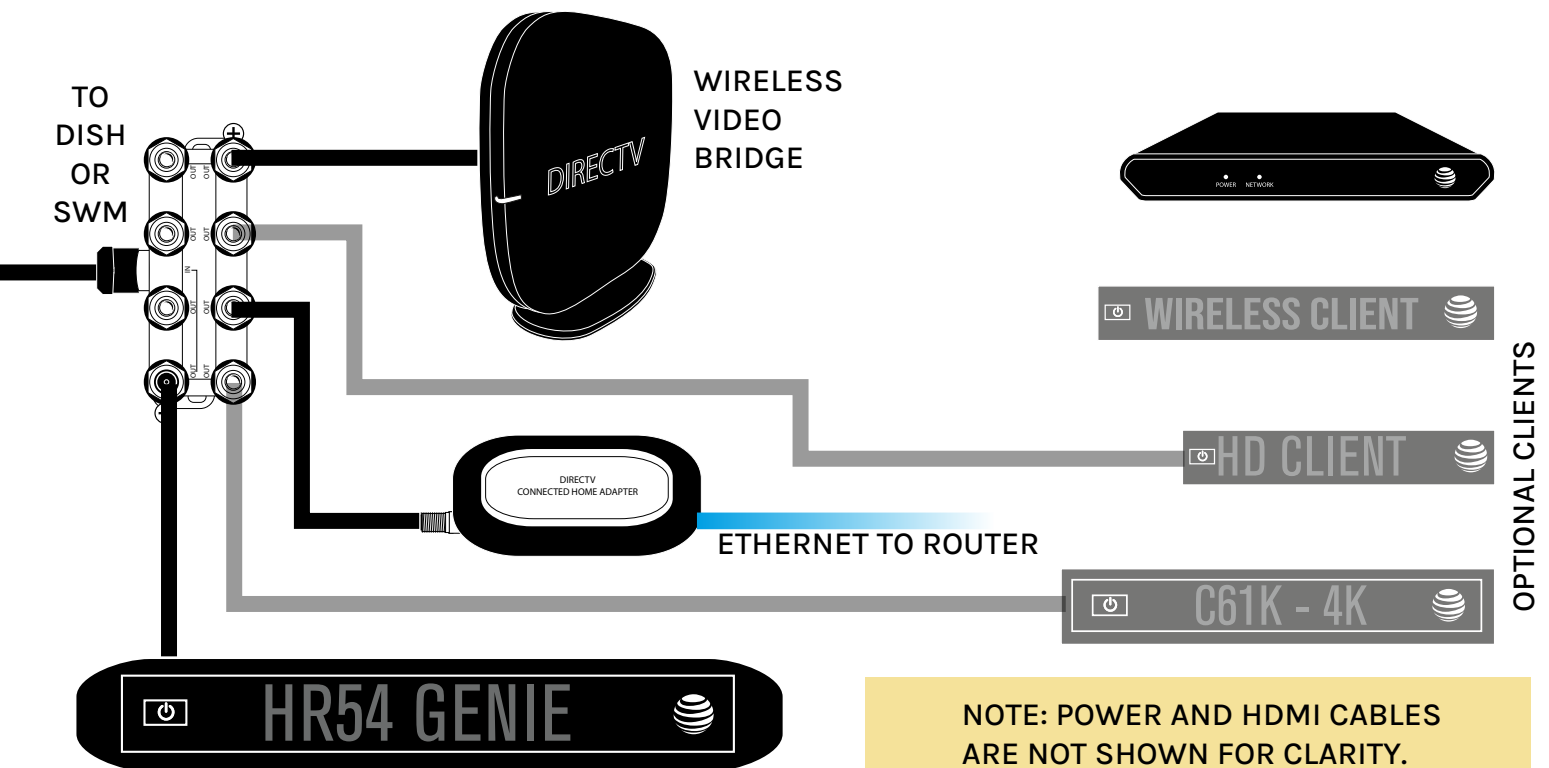 TO
DISH
OR
SWM
OUT
OUT
OUT
OUT
IN
OUT
OUT
OUT
OUT
DIRECTV
WIRELESS
VIDEO
BRIDGE
POWER NETWORK
WIRELESS CLIENT
HD CLIENT
OPTIONAL CLIENTS
DIRECTV
CONNECTED HOME ADAPTER
ETHERNET TO ROUTER
C61K - 4K
HR54 GENIE
NOTE: POWER AND HDMI CABLES
ARE NOT SHOWN FOR CLARITY.